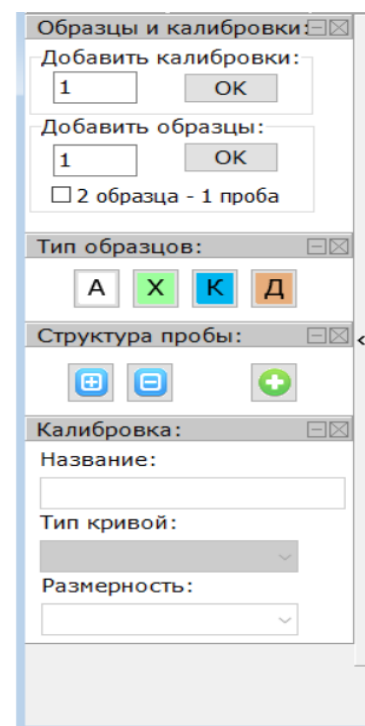 Образцы и калибровки:
Добавить калибровки:
1 OK
Добавить образцы:
1 OK
2 образца - 1 проба
Тип образцов:
А Х К Д
Структура пробы:
Калибровка:
Название:
Тип кривой:
Размерность: